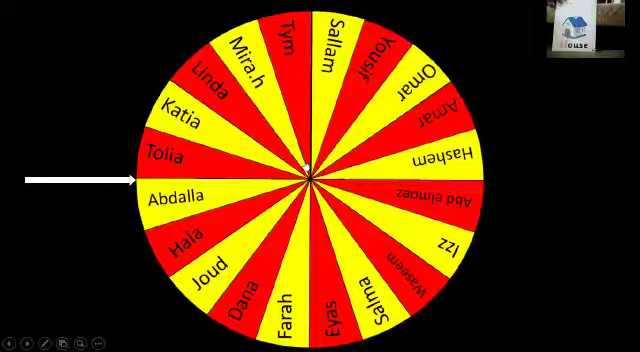 Sallam
Yousif
Omar
Amar
Hashem
Abd elmoez
Izz
Waseem
Salma
Eyas
Farah
Dana
Joud
Hala
Abdalla
Tolia
Katia
Linda
Mira.h
Tym
House